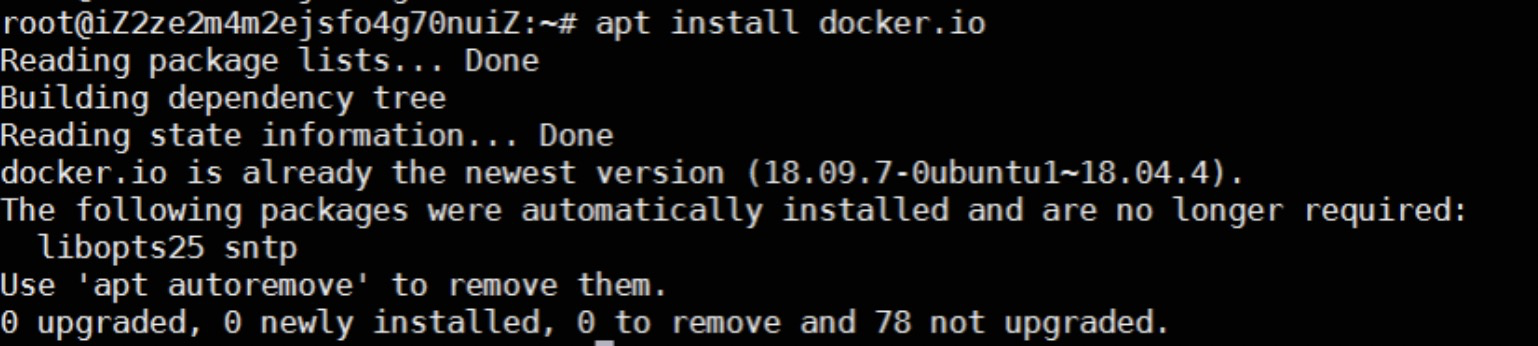 root@iZ2ze2m4m2ejsfo4g70nuiZ:~# apt install docker.io
Reading package lists... Done
Building dependency tree
Reading state information... Done
docker.io is already the newest version (18.09.7-0ubuntu1~18.04.4).
The following packages were automatically installed and are no longer required:
  libopts25 sntp
Use 'apt autoremove' to remove them.
0 upgraded, 0 newly installed, 0 to remove and 78 not upgraded.